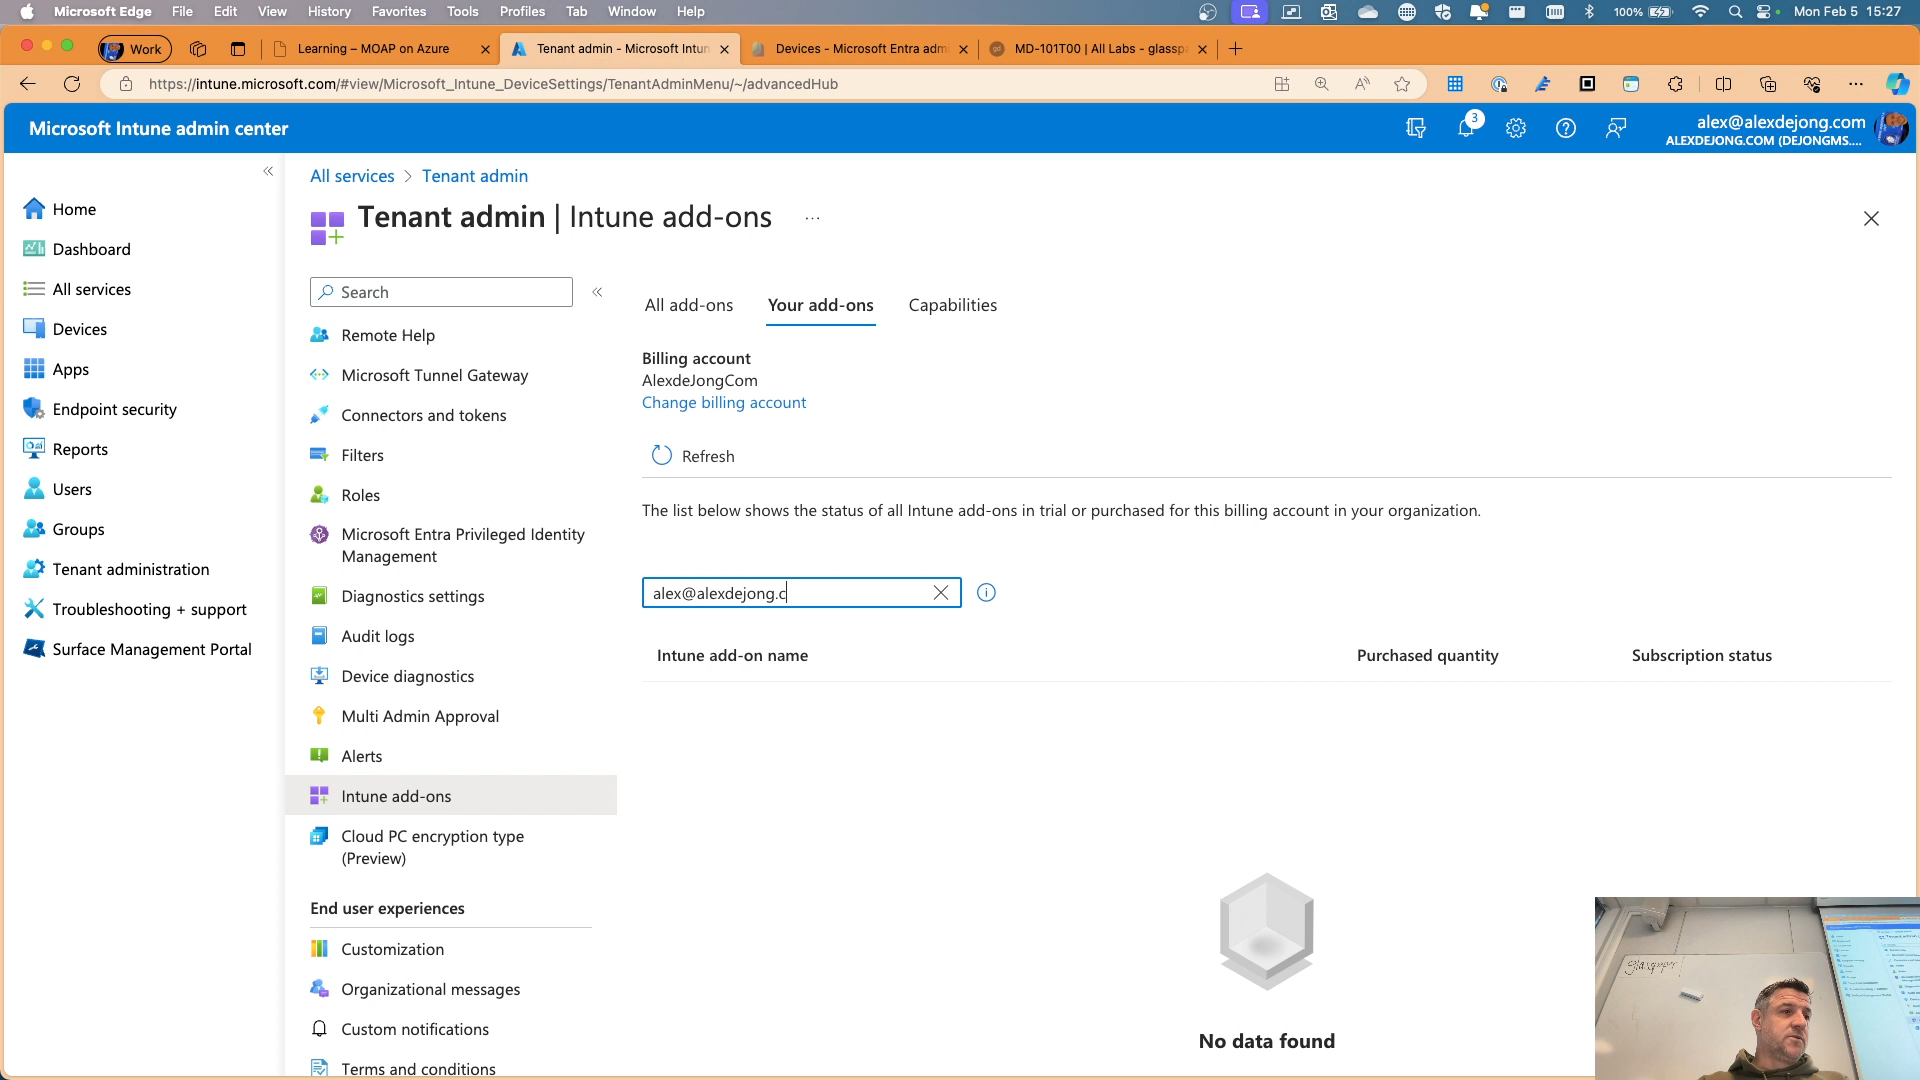 Microsoft Edge File Edit View History Favorites Tools Profiles Tab Window Help 100% Mon Feb 5 15:27
Work Learning – MOAP on Azure Tenant admin - Microsoft Intun Devices - Microsoft Entra adm MD-101T00 | All Labs - glassp
https://intune.microsoft.com/#view/Microsoft_Intune_DeviceSettings/TenantAdminMenu/~/advancedHub
Microsoft Intune admin center
3
alex@alexdejong.com
ALEXDEJONG.COM (DEJONGMS....
Home
Dashboard
All services
Devices
Apps
Endpoint security
Reports
Users
Groups
Tenant administration
Troubleshooting + support
Surface Management Portal
All services > Tenant admin
Tenant admin | Intune add-ons ...
Search
Remote Help
Microsoft Tunnel Gateway
Connectors and tokens
Filters
Roles
Microsoft Entra Privileged Identity
Management
Diagnostics settings
Audit logs
Device diagnostics
Multi Admin Approval
Alerts
Intune add-ons
Cloud PC encryption type
(Preview)
End user experiences
Customization
Organizational messages
Custom notifications
Terms and conditions
All add-ons Your add-ons Capabilities
Billing account
AlexdeJongCom
Change billing account
Refresh
The list below shows the status of all Intune add-ons in trial or purchased for this billing account in your organization.
alex@alexdejong.c
Intune add-on name Purchased quantity Subscription status
No data found